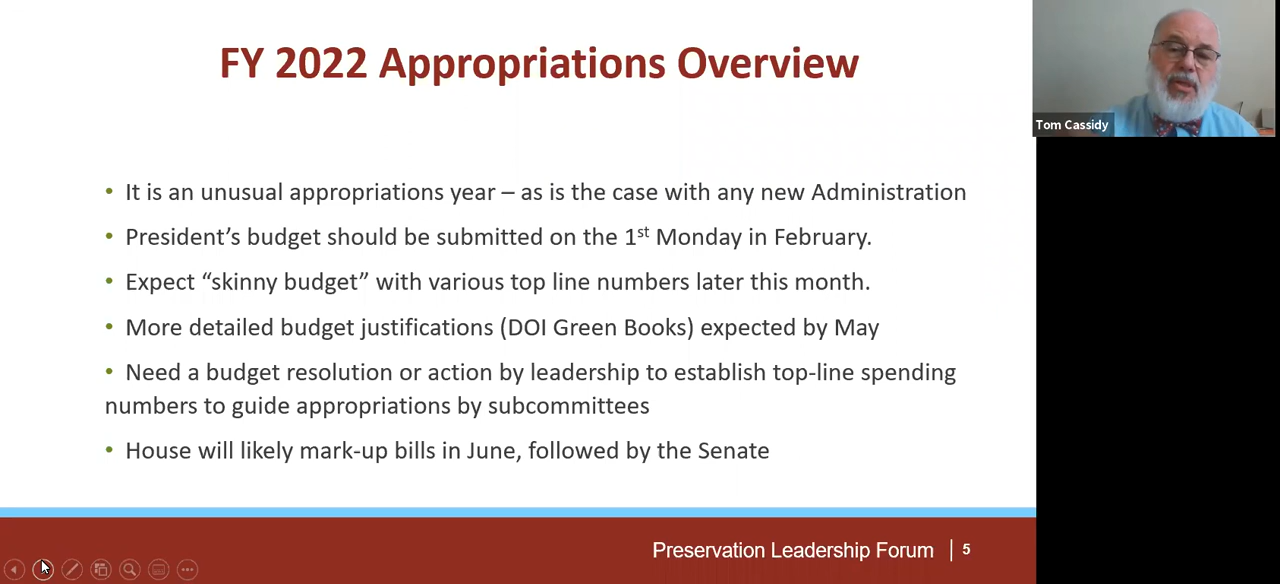 FY 2022 Appropriations Overview
Tom Cassidy
• It is an unusual appropriations year – as is the case with any new Administration
• President’s budget should be submitted on the 1st Monday in February.
• Expect “skinny budget” with various top line numbers later this month.
• More detailed budget justifications (DOI Green Books) expected by May
• Need a budget resolution or action by leadership to establish top-line spending
numbers to guide appropriations by subcommittees
• House will likely mark-up bills in June, followed by the Senate
Preservation Leadership Forum | 5